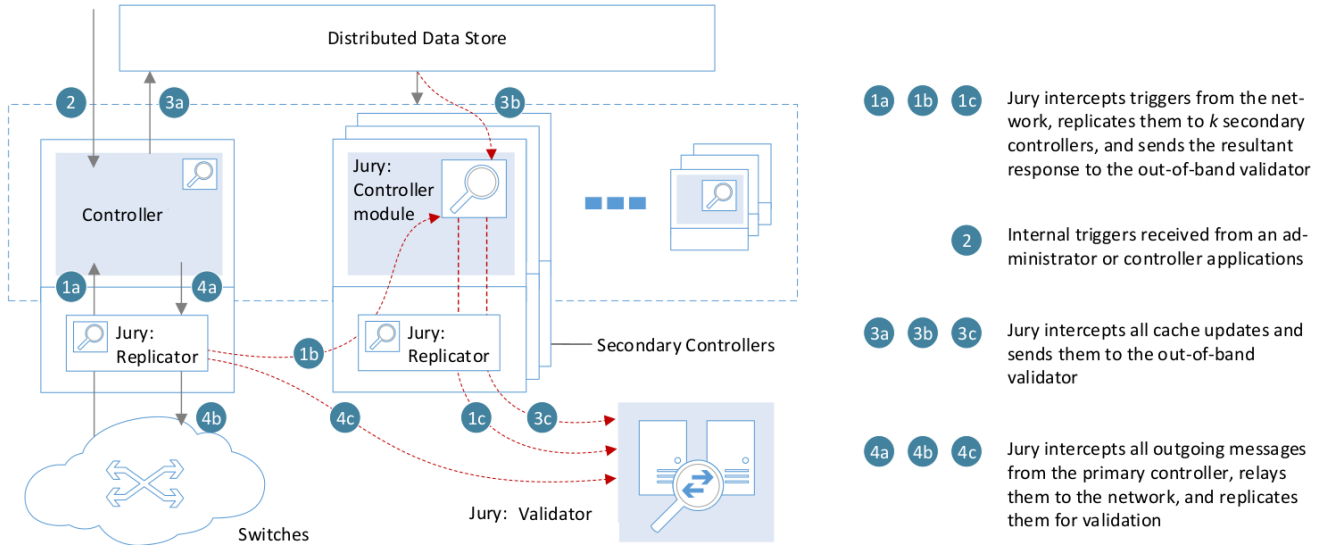 Distributed Data Store
2
3a
3b
Jury:
Controller
module
Controller
1a
4a
Jury:
Replicator
1b
Jury:
Replicator
Secondary Controllers
4b
4c
1c
3c
Switches
Jury: Validator
1a 1b 1c
Jury intercepts triggers from the net-
work, replicates them to k secondary
controllers, and sends the resultant
response to the out-of-band validator
2
Internal triggers received from an ad-
ministrator or controller applications
3a 3b 3c
Jury intercepts all cache updates and
sends them to the out-of-band
validator
4a 4b 4c
Jury intercepts all outgoing messages
from the primary controller, relays
them to the network, and replicates
them for validation